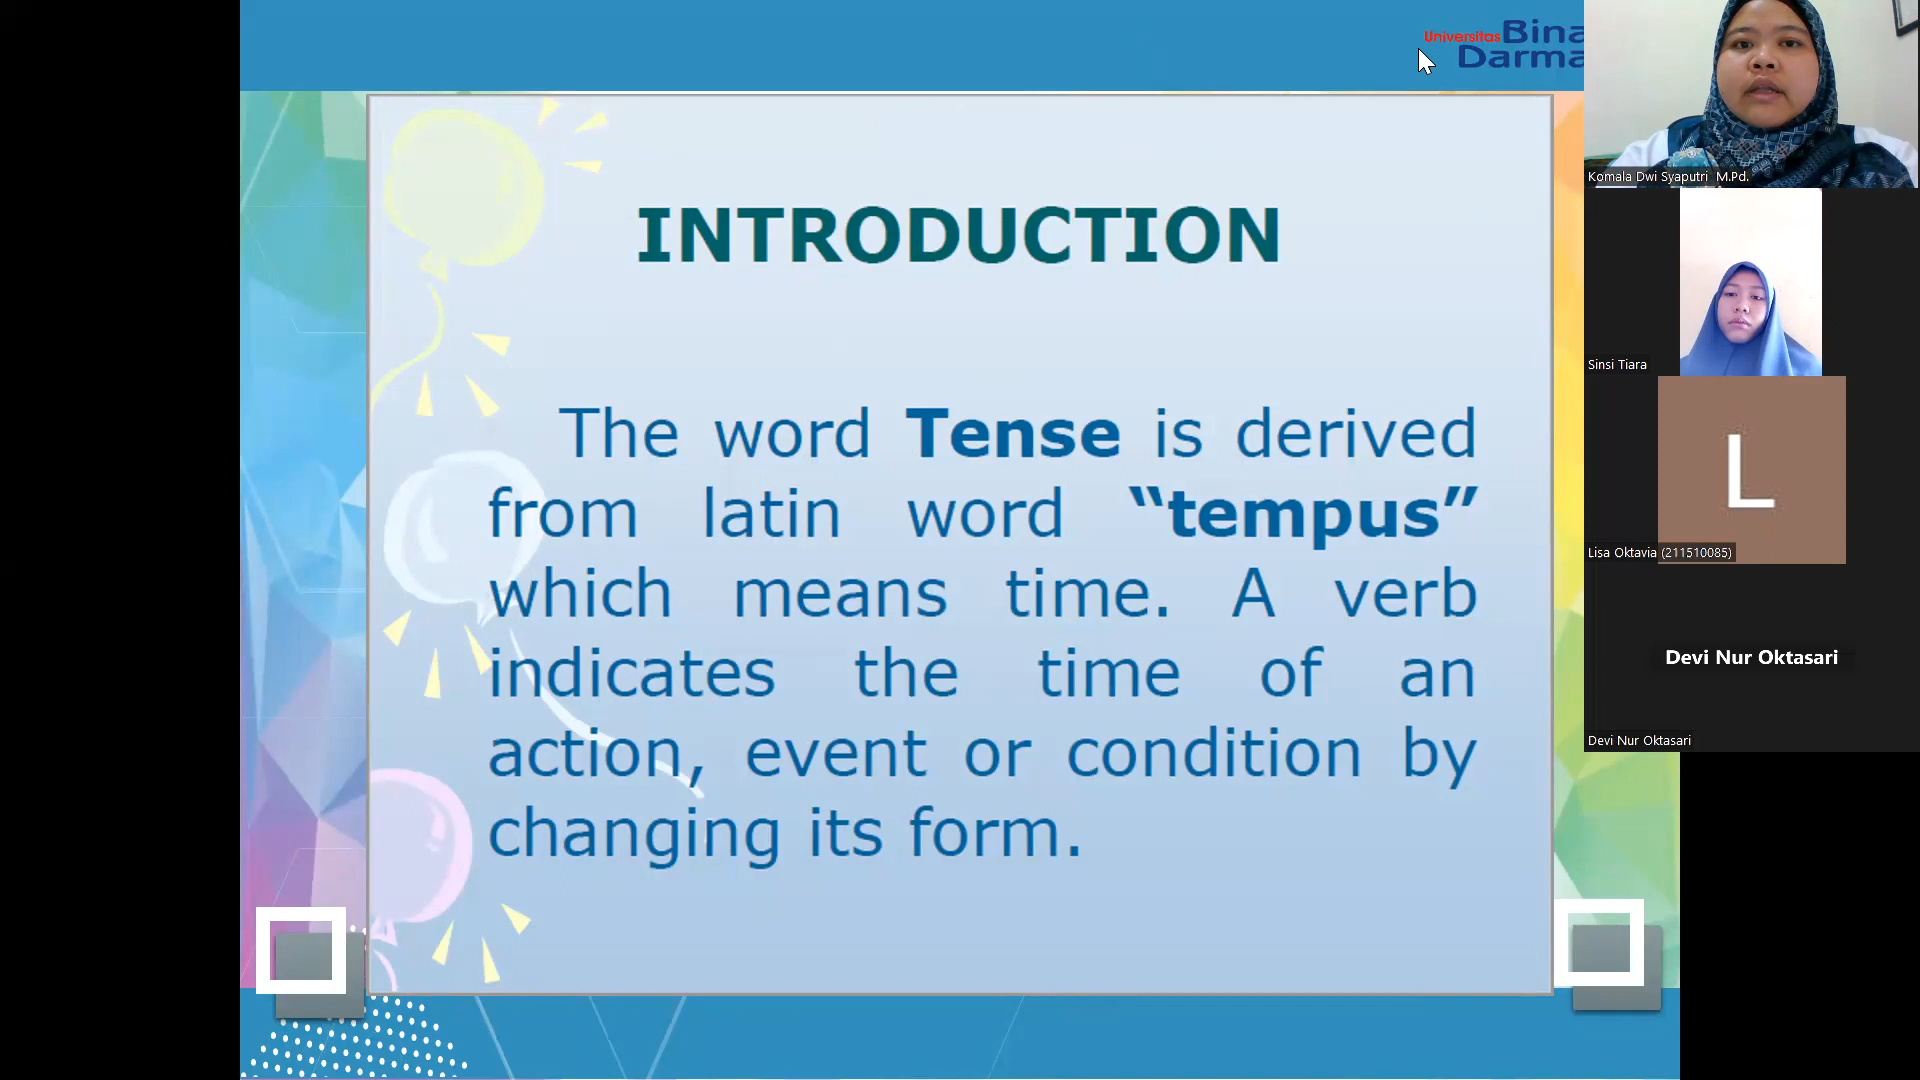 Universitas Bina
Darma
INTRODUCTION
The word Tense is derived
from latin word “tempus”
which means time. A verb
indicates the time of an
action, event or condition by
changing its form.
Komala Dwi Syaputri M.Pd.
Sinsi Tiara
L
Lisa Oktavia (211510085)
Devi Nur Oktasari
Devi Nur Oktasari